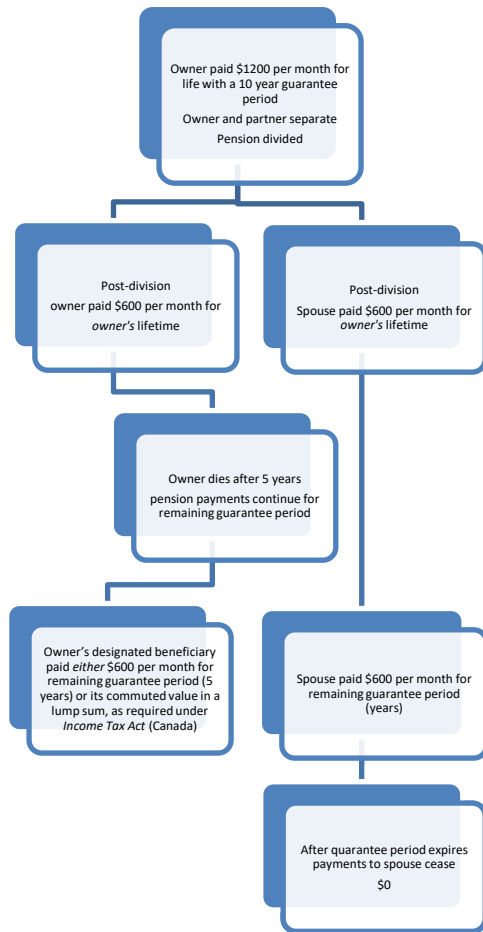 Owner paid $1200 per month for
life with a 10 year guarantee
period
Owner and partner separate
Pension divided
Post-division
owner paid $600 per month for
owner's lifetime
Post-division
Spouse paid $600 per month for
owner's lifetime
Owner dies after 5 years
pension payments continue for
remaining guarantee period
Owner's designated beneficiary
paid either $600 per month for
remaining guarantee period (5
years) or its commuted value in a
lump sum, as required under
Income Tax Act (Canada)
Spouse paid $600 per month for
remaining guarantee period
(years)
After quarantee period expires
payments to spouse cease
$0